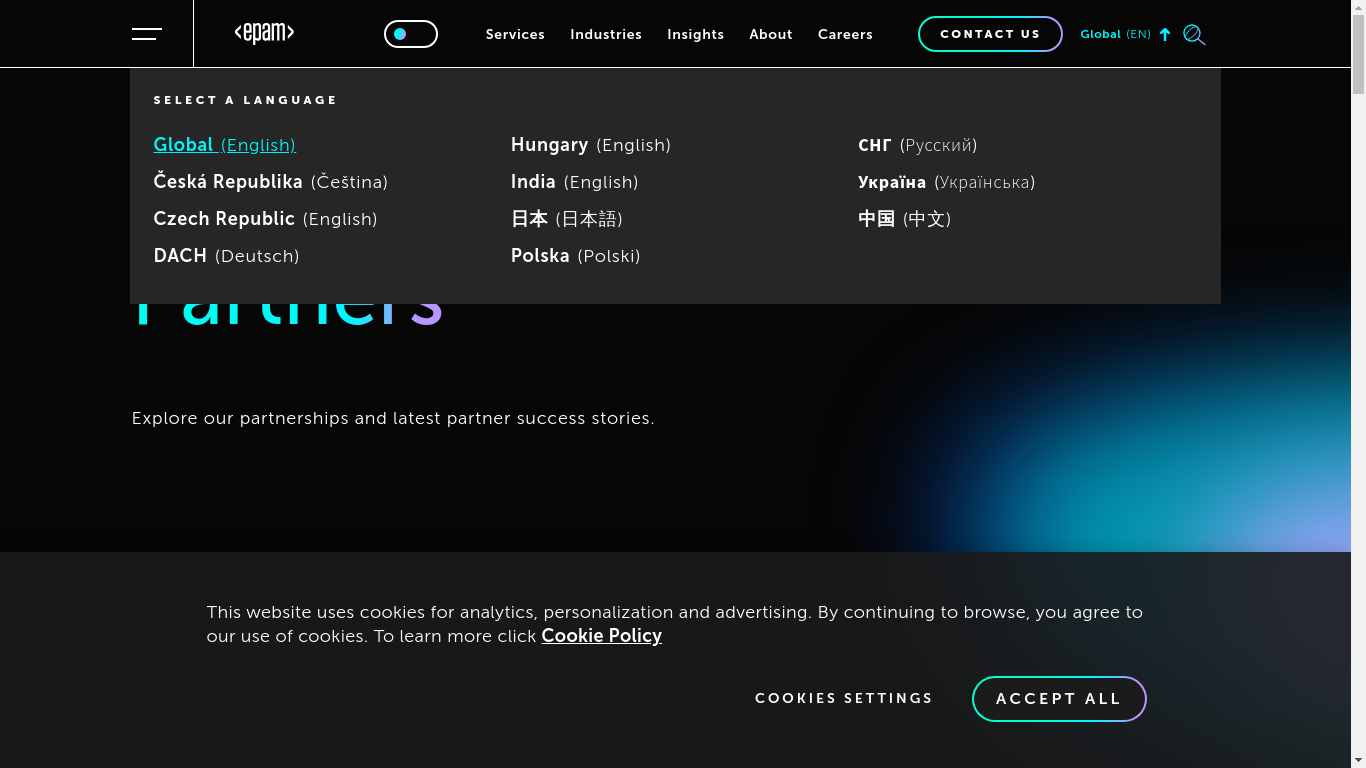 <epam>
Services
Industries
Insights
About
Careers
CONTACT US
Global (EN)
SELECT A LANGUAGE
Global (English)
Česká Republika (Čeština)
Czech Republic (English)
DACH (Deutsch)
Hungary (English)
India (English)
日本 (日本語)
Polska (Polski)
СНГ (Русский)
Україна (Українська)
中国 (中文)
Partners
Explore our partnerships and latest partner success stories.
This website uses cookies for analytics, personalization and advertising. By continuing to browse, you agree to
our use of cookies. To learn more click Cookie Policy
COOKIES SETTINGS
ACCEPT ALL